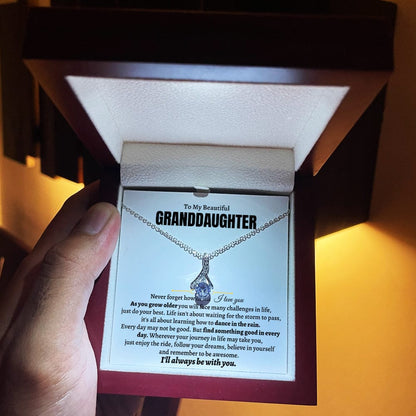 To My Beautiful
GRANDDAUGHTER
Never forget how I love you
As you grow older you will face many challenges in life,
just do your best. Life isn't about waiting for the storm to pass,
it's all about learning how to dance in the rain.
Every day may not be good. But find something good in every
day. Wherever your journey in life may take you,
just enjoy the ride, follow your dreams, believe in yourself
and remember to be awesome.
I'll always be with you.